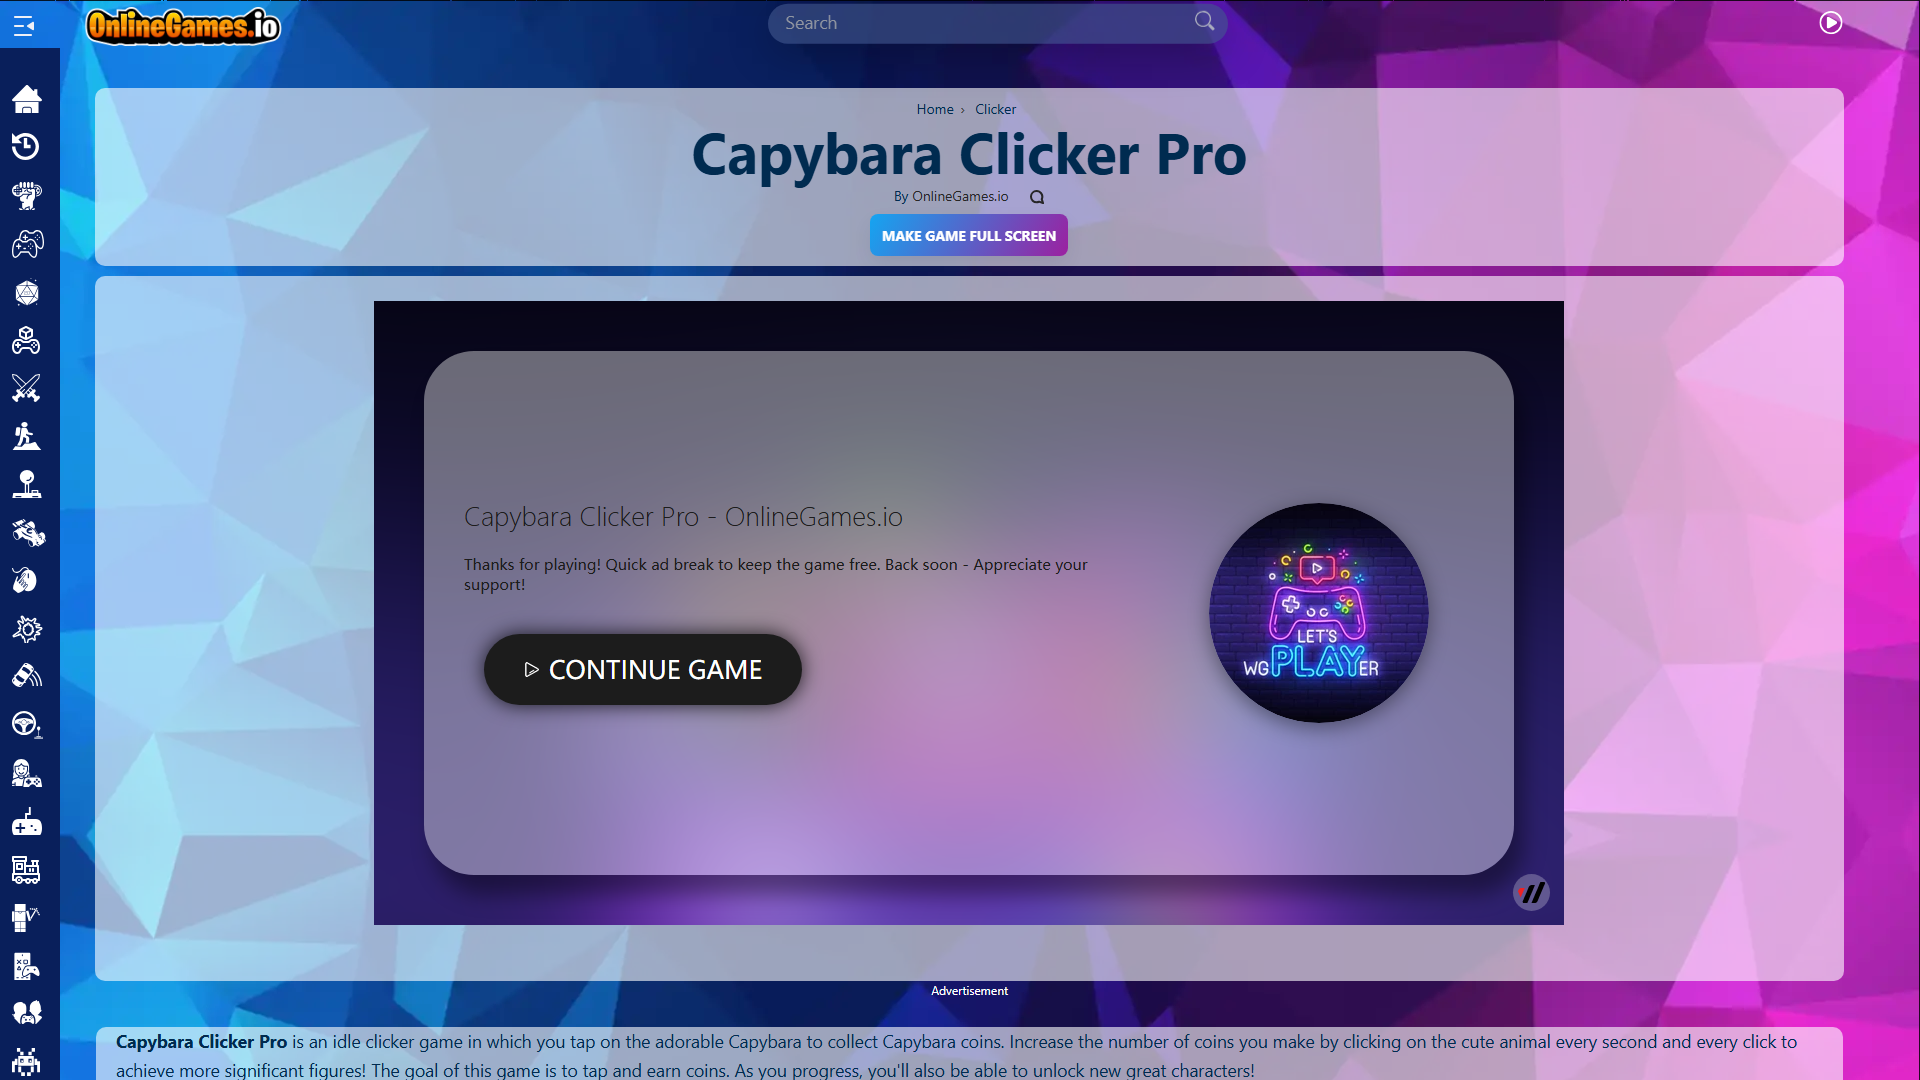 OnlineGames.io
Search
Home › Clicker
Capybara Clicker Pro
By OnlineGames.io
MAKE GAME FULL SCREEN
Capybara Clicker Pro - OnlineGames.io
Thanks for playing! Quick ad break to keep the game free. Back soon - Appreciate your
support!
CONTINUE GAME
LET'S
WGPLAYER
Advertisement
Capybara Clicker Pro is an idle clicker game in which you tap on the adorable Capybara to collect Capybara coins. Increase the number of coins you make by clicking on the cute animal every second and every click to
achieve more significant figures! The goal of this game is to tap and earn coins. As you progress, you'll also be able to unlock new great characters!